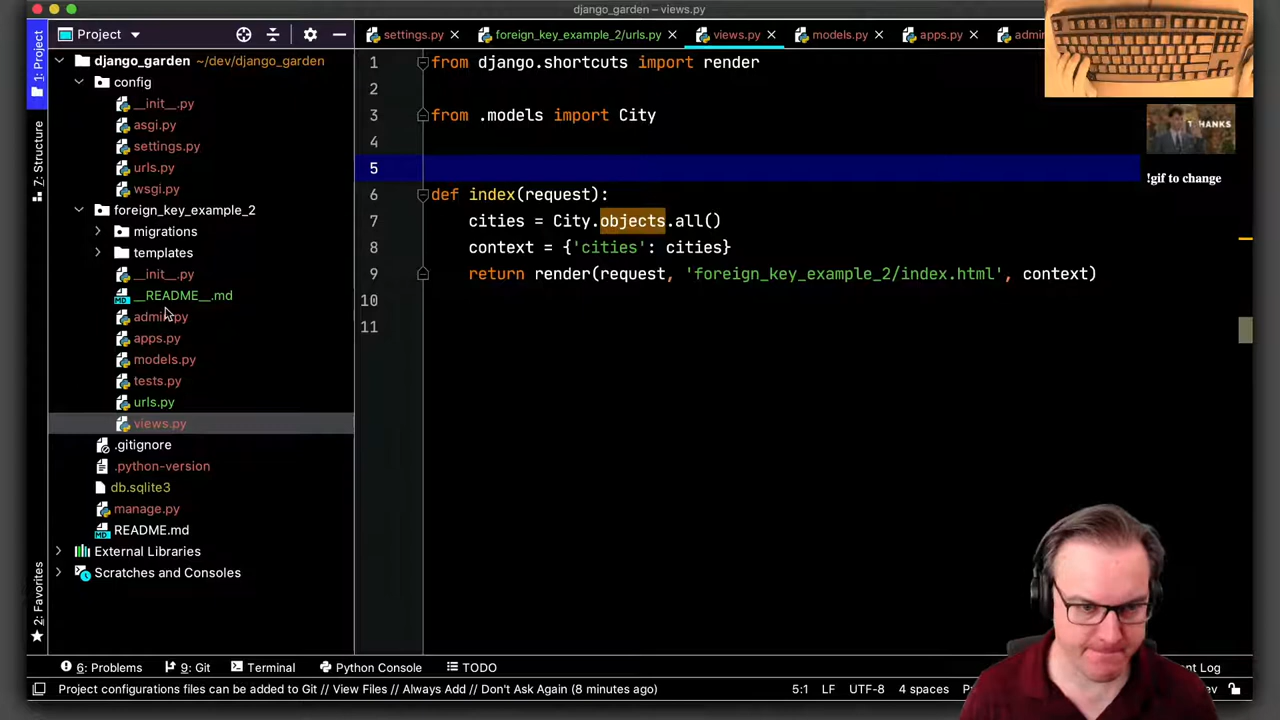 django_garden – views.py
1: Project
7: Structure
2: Favorites
Project
settings.py
foreign_key_example_2/urls.py
views.py
models.py
apps.py
django_garden ~/dev/django_garden
config
__init__.py
asgi.py
settings.py
urls.py
wsgi.py
foreign_key_example_2
migrations
templates
__init__.py
__README__.md
admin.py
apps.py
models.py
tests.py
urls.py
views.py
.gitignore
.python-version
db.sqlite3
manage.py
README.md
External Libraries
Scratches and Consoles
1 from django.shortcuts import render
2
3 from .models import City
4
5
6 def index(request):
7 cities = City.objects.all()
8 context = {'cities': cities}
9 return render(request, 'foreign_key_example_2/index.html', context)
10
11
T. HANKS
!gif to change
6: Problems
9: Git
Terminal
Python Console
TODO
Project configurations files can be added to Git // View Files // Always Add // Don't Ask Again (8 minutes ago)
5:1 LF UTF-8 4 spaces